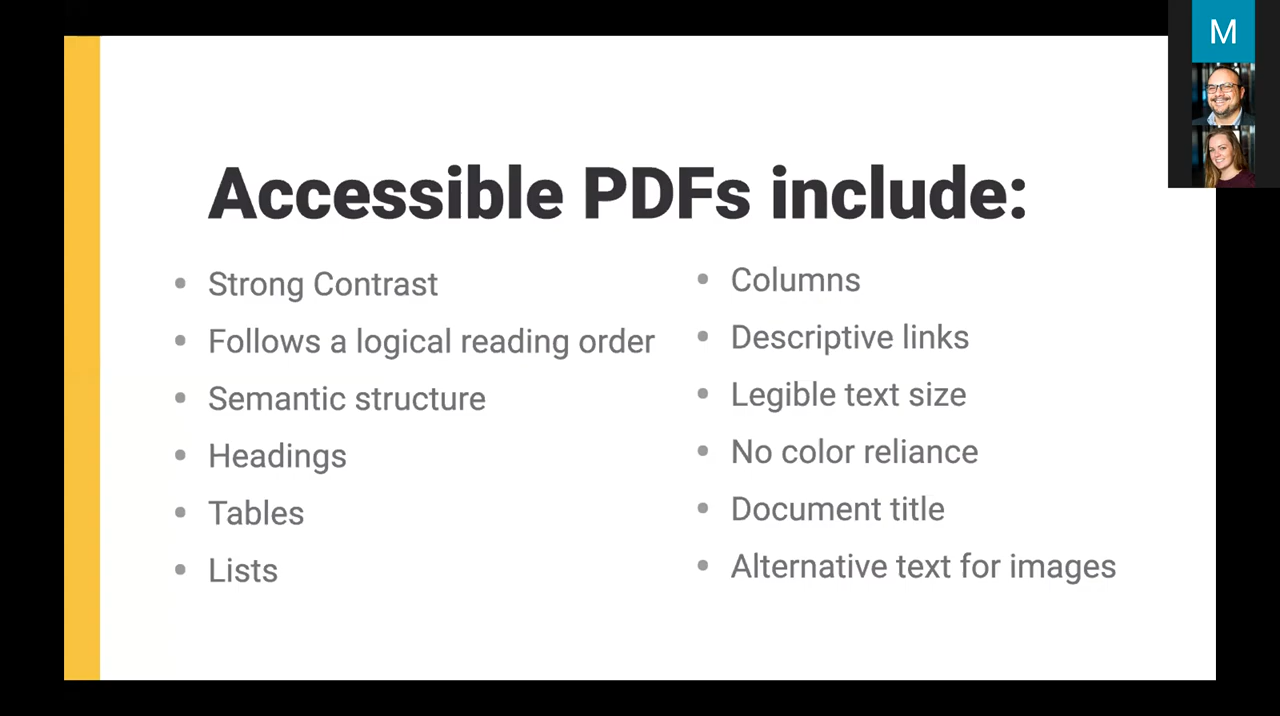 Accessible PDFs include:
Strong Contrast
Follows a logical reading order
Semantic structure
Headings
Tables
Lists
Columns
Descriptive links
Legible text size
No color reliance
Document title
Alternative text for images
M